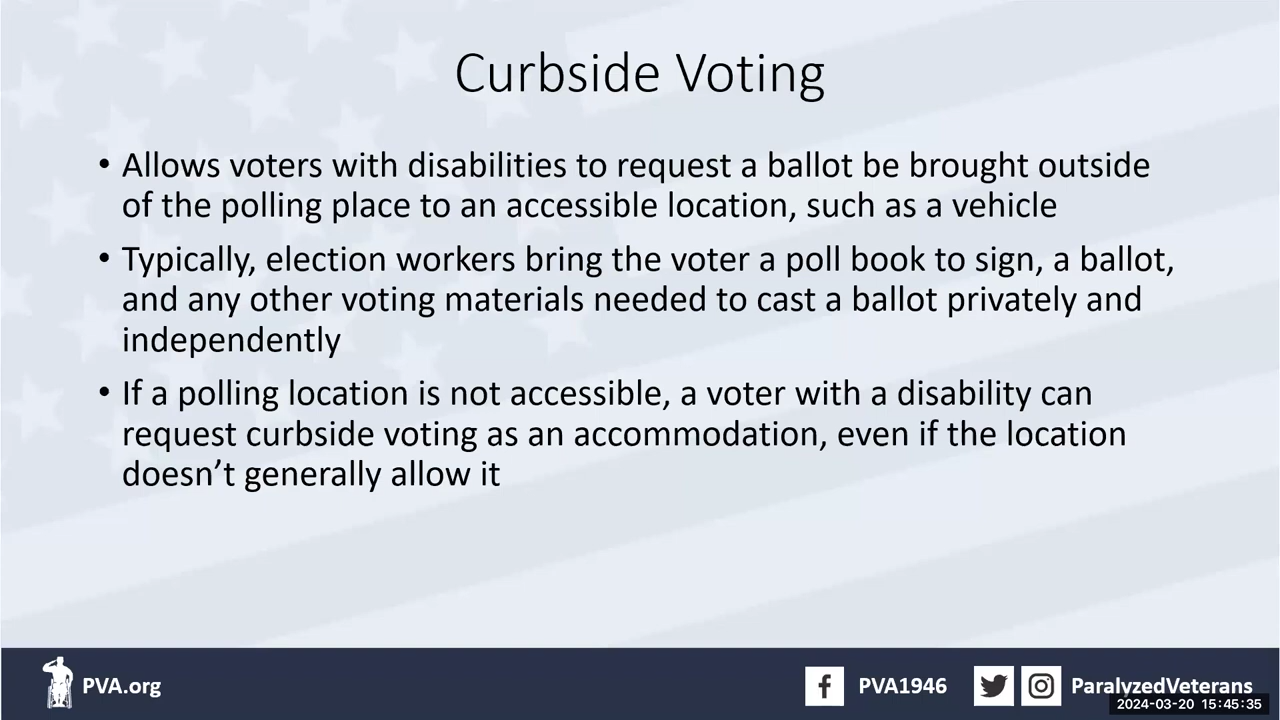 Curbside Voting
• Allows voters with disabilities to request a ballot be brought outside
of the polling place to an accessible location, such as a vehicle
• Typically, election workers bring the voter a poll book to sign, a ballot,
and any other voting materials needed to cast a ballot privately and
independently
• If a polling location is not accessible, a voter with a disability can
request curbside voting as an accommodation, even if the location
doesn’t generally allow it
PVA.org
PVA1946
ParalyzedVeterans
2024-03-20 15:45:35